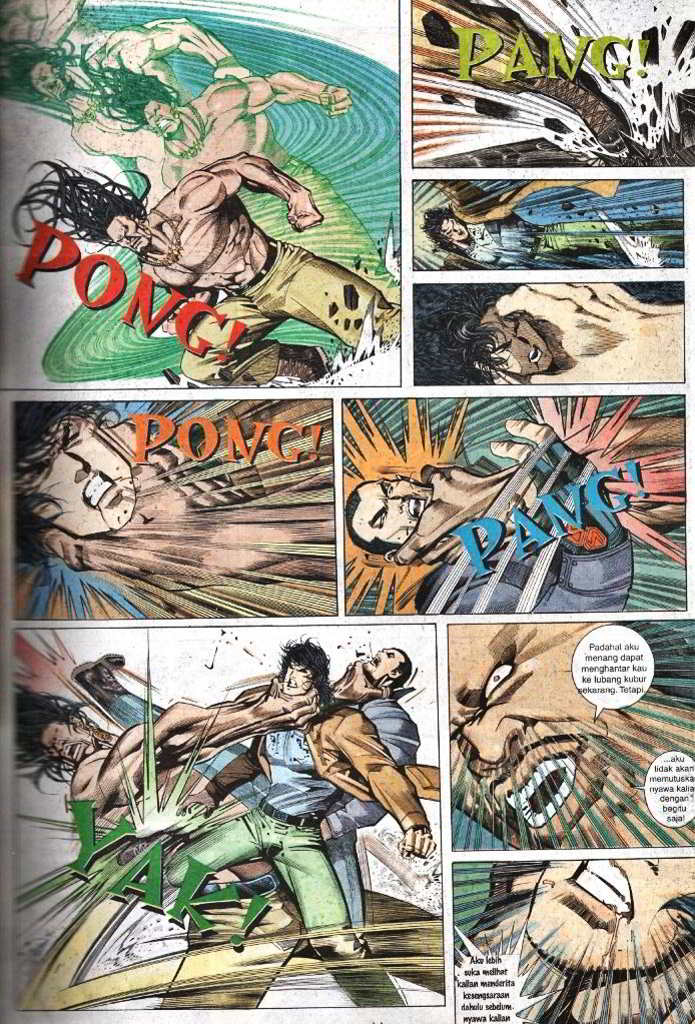 PANG!
PONG!
PONG!
PANG!
YAK!
Padahal aku
menang dapat
menghantar kau
ke lubang kubur
sekarang. Tetapi,
...aku
tidak akan
memutuskan
nyawa kalian
dengan
begitu
saja!
Aku lebih
suka melihat
kalian menderita
kesengsaraan
dahulu sebelum
nyawa kalian